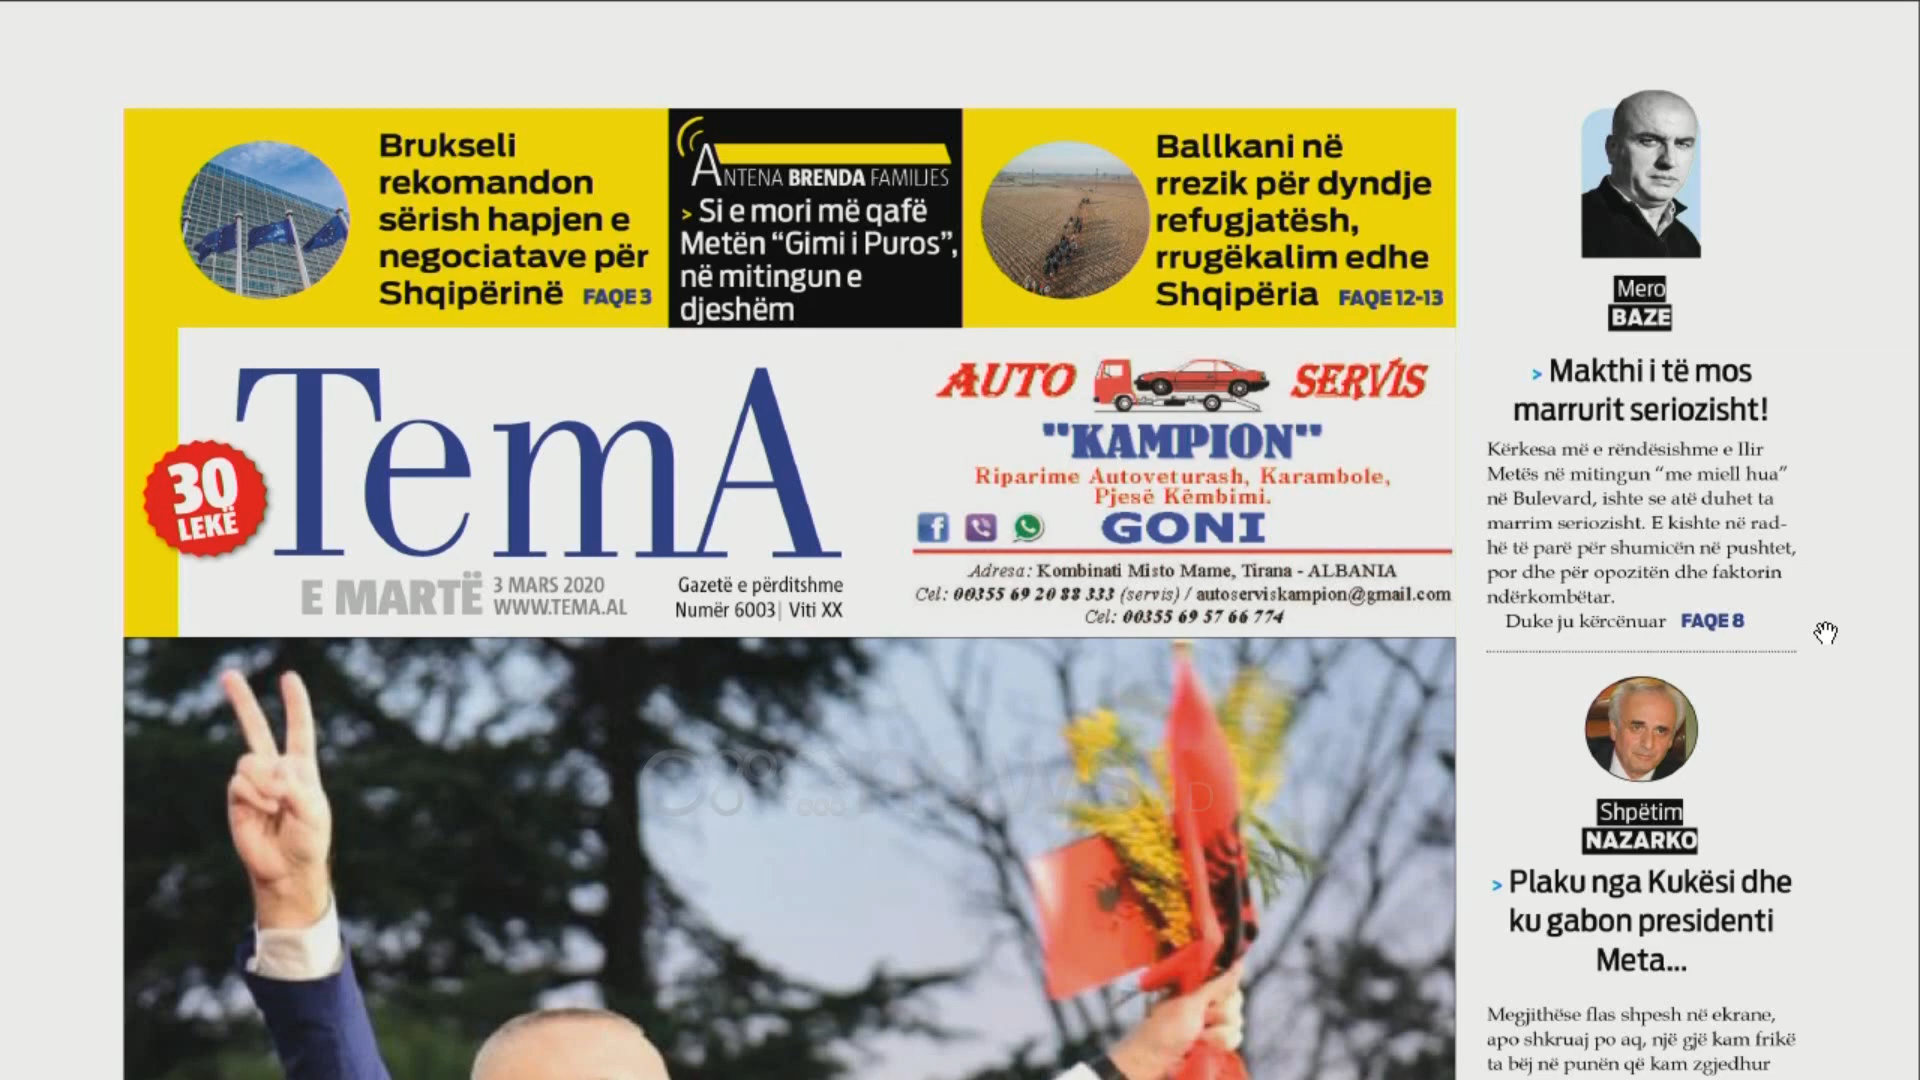 Brukseli
rekomandon
sërish hapjen e
negociatave për
Shqipërinë FAQE 3
ANTENA BRENDA FAMILJES
> Si e mori më qafë
Metën “Gimi i Puros”,
në mitingun e
djeshëm
Ballkani në
rrezik për dyndje
refugjatësh,
rrugëkalim edhe
Shqipëria FAQE 12-13
30
LEKË
TemA
E MARTË
3 MARS 2020
WWW.TEMA.AL
Gazetë e përditshme
Numër 6003| Viti XX
AUTO SERVIS
"KAMPION"
Riparime Autoveturash, Karambole,
Pjesë Këmbimi.
GONI
Adresa: Kombinati Misto Mame, Tirana - ALBANIA
Cel: 00355 69 20 88 333 (servis) / autoserviskampion@gmail.com
Cel: 00355 69 57 66 774
Mero
BAZE
> Makthi i të mos
marrurit seriozisht!
Kërkesa më e rëndësishme e Ilir
Metës në mitingun “me miell hua”
në Bulevard, ishte se atë duhet ta
marrim seriozisht. E kishte në rad-
hë të parë për shumicën në pushtet,
por dhe për opozitën dhe faktorin
ndërkombëtar.
Duke ju kërcënuar FAQE 8
Shpëtim
NAZARKO
> Plaku nga Kukësi dhe
ku gabon presidenti
Meta...
Megjithëse flas shpesh në ekrane,
apo shkruaj po aq, një gjë kam frikë
ta bëj në punën që kam zgjedhur